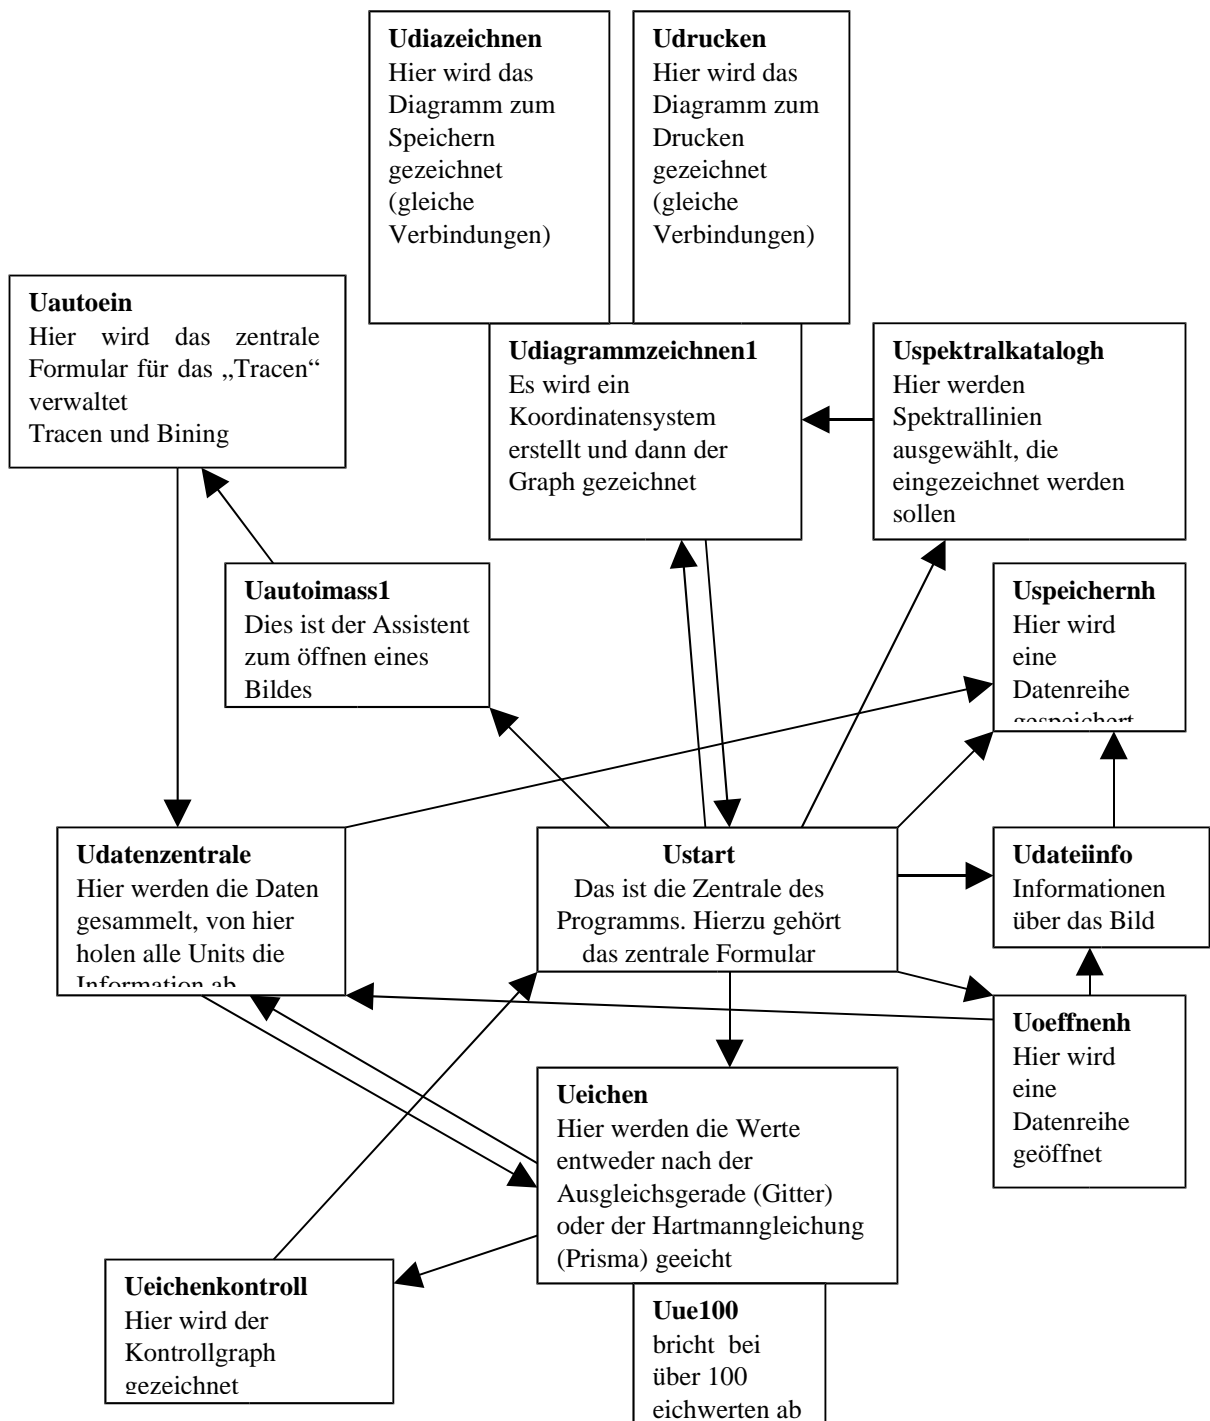 Udiazeichnen
Hier wird das
Diagramm zum
Speichern
gezeichnet
(gleiche
Verbindungen)
Udrucken
Hier wird das
Diagramm zum
Drucken
gezeichnet
(gleiche
Verbindungen)
Uautoein
Hier wird das zentrale
Formular für das „Tracen“
verwaltet
Tracen und Bining
Udiagrammzeichnen1
Es wird ein
Koordinatensystem
erstellt und dann der
Graph gezeichnet
Uspektralkatalogh
Hier werden
Spektrallinien
ausgewählt, die
eingezeichnet werden
sollen
Uautoimass1
Dies ist der Assistent
zum öffnen eines
Bildes
Uspeichernh
Hier wird
eine
Datenreihe
gespeichert
Udatenzentrale
Hier werden die Daten
gesammelt, von hier
holen alle Units die
Information ab
Ustart
Das ist die Zentrale des
Programms. Hierzu gehört
das zentrale Formular
Udateiinfo
Informationen
über das Bild
Uoeffnenh
Hier wird
eine
Datenreihe
geöffnet
Ueichen
Hier werden die Werte
entweder nach der
Ausgleichsgerade (Gitter)
oder der Hartmanngleichung
(Prisma) geeicht
Ueichenkontroll
Hier wird der
Kontrollgraph
gezeichnet
Uue100
bricht bei
über 100
eichwerten ab